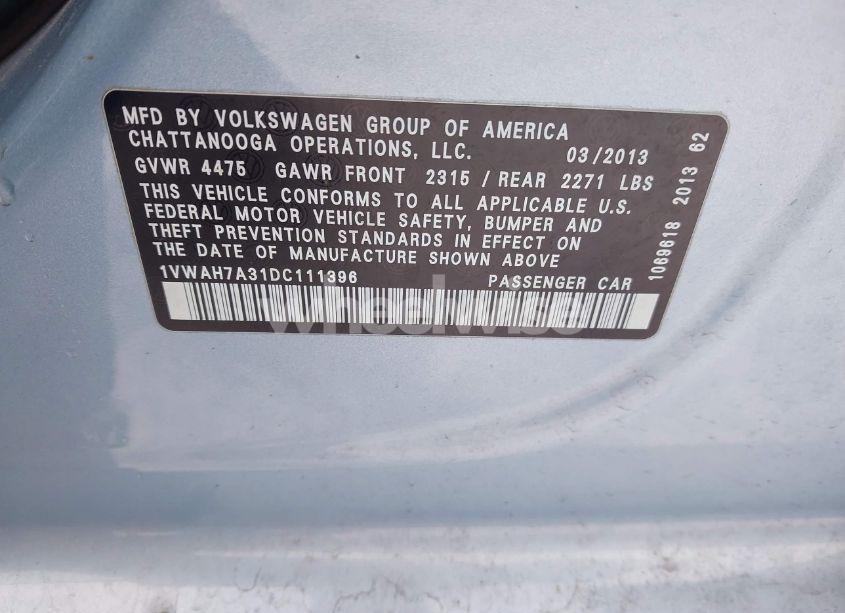 MFD BY VOLKSWAGEN GROUP OF AMERICA
CHATTANOOGA OPERATIONS, LLC. 03/2013
GVWR 4475 GAWR FRONT 2315 / REAR 2271 LBS
THIS VEHICLE CONFORMS TO ALL APPLICABLE U.S.
FEDERAL MOTOR VEHICLE SAFETY, BUMPER AND
THEFT PREVENTION STANDARDS IN EFFECT ON
THE DATE OF MANUFACTURE SHOWN ABOVE
1VWAH7A31DC111396 PASSENGER CAR
1069618 2013 62
wheelwise